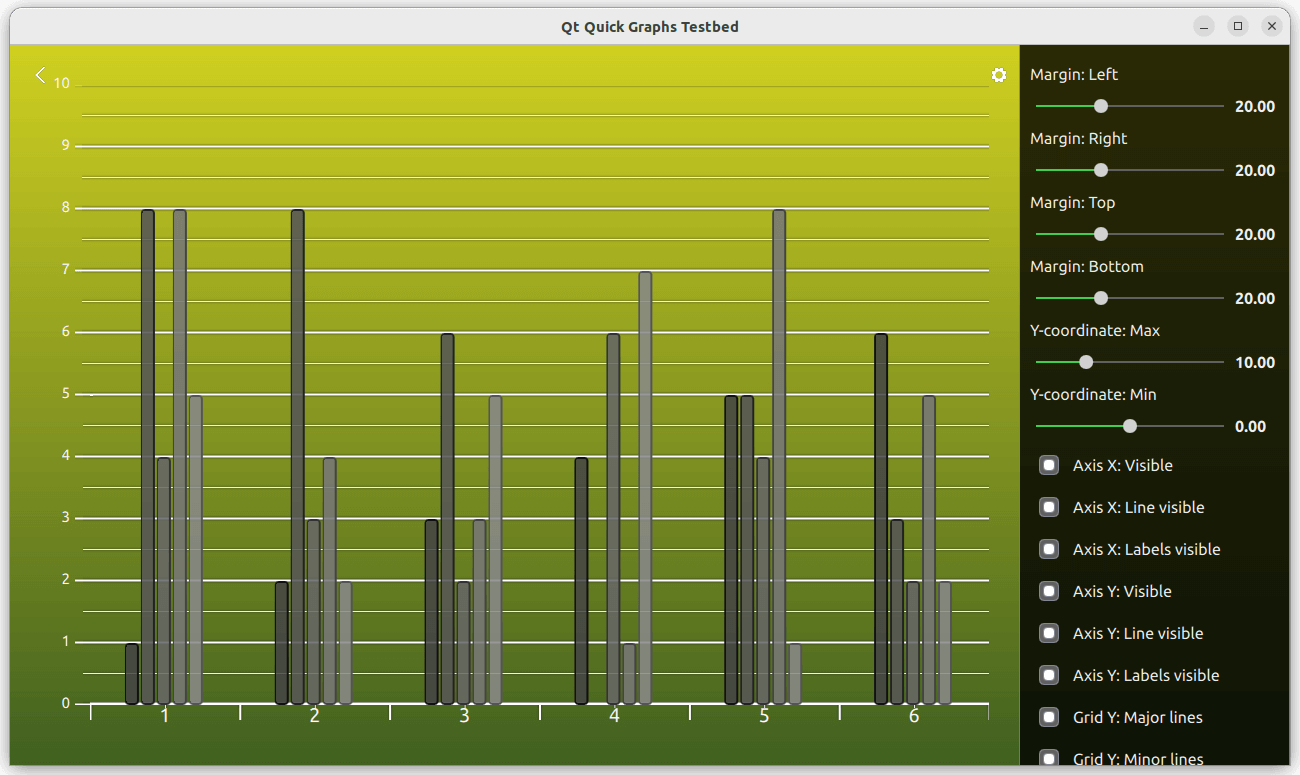 Qt Quick Graphs Testbed
10
9
8
7
6
5
4
3
2
1
0
1 2 3 4 5 6
Margin: Left
20.00
Margin: Right
20.00
Margin: Top
20.00
Margin: Bottom
20.00
Y-coordinate: Max
10.00
Y-coordinate: Min
0.00
Axis X: Visible
Axis X: Line visible
Axis X: Labels visible
Axis Y: Visible
Axis Y: Line visible
Axis Y: Labels visible
Grid Y: Major lines
Grid Y: Minor lines